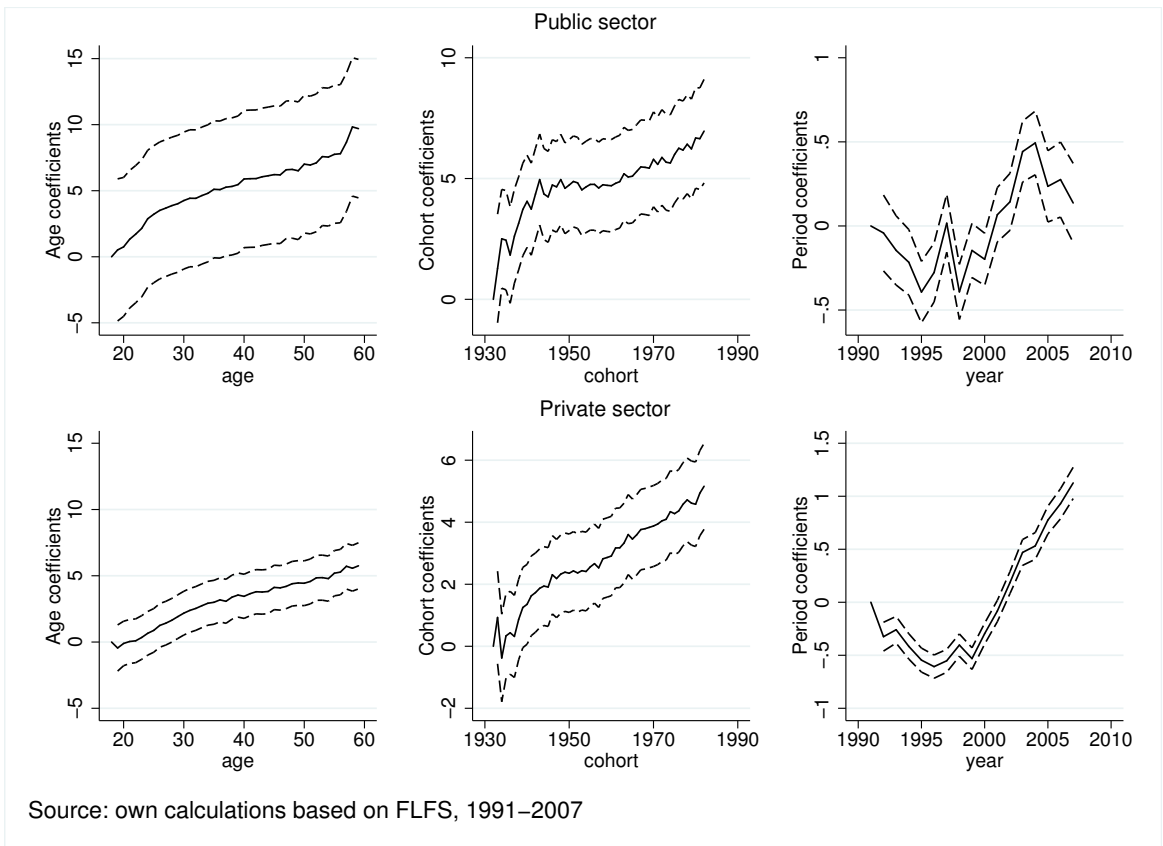 Public sector
Age coefficients
−5 0 5 10 15
20 30 40 50 60
age
Cohort coefficients
0 5 10
1930 1950 1970 1990
cohort
Period coefficients
−.5 0 .5 1
1990 1995 2000 2005 2010
year
Private sector
Age coefficients
−5 0 5 10 15
20 30 40 50 60
age
Cohort coefficients
−2 0 2 4 6
1930 1950 1970 1990
cohort
Period coefficients
−1 −.5 0 .5 1 1.5
1990 1995 2000 2005 2010
year
Source: own calculations based on FLFS, 1991−2007